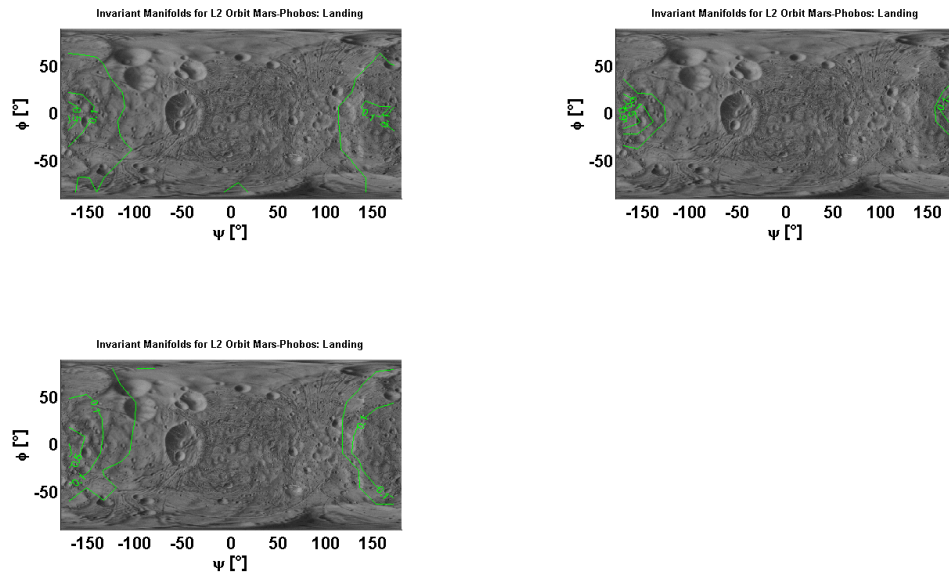 Invariant Manifolds for L2 Orbit Mars-Phobos: Landing
50
0
-50
φ [°]
-150 -100 -50 0 50 100 150
Ψ [°]
Invariant Manifolds for L2 Orbit Mars-Phobos: Landing
50
0
-50
φ [°]
-150 -100 -50 0 50 100 150
Ψ [°]
Invariant Manifolds for L2 Orbit Mars-Phobos: Landing
50
0
-50
φ [°]
-150 -100 -50 0 50 100 150
Ψ [°]